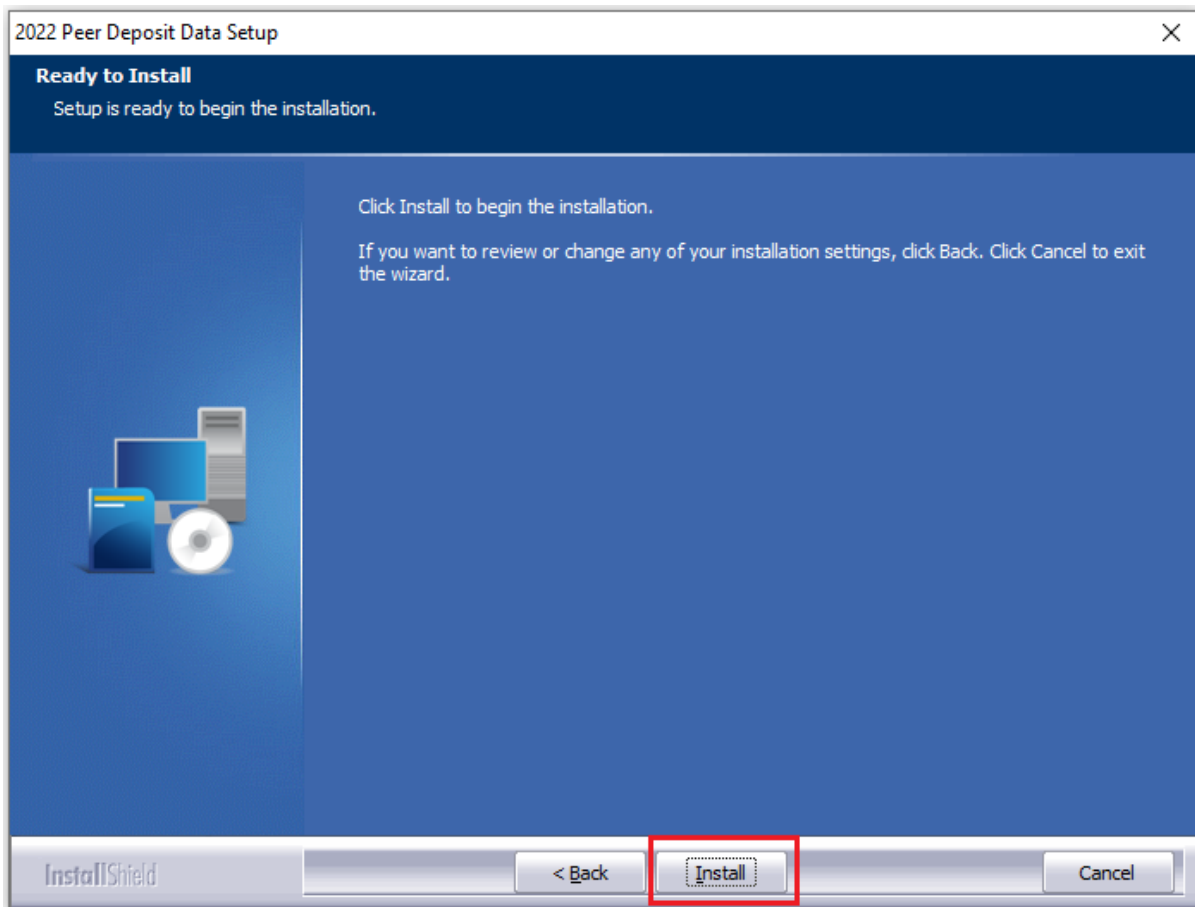 2022 Peer Deposit Data Setup
Ready to Install
Setup is ready to begin the installation.
Click Install to begin the installation.
If you want to review or change any of your installation settings, click Back. Click Cancel to exit
the wizard.
InstallShield
< Back
Install
Cancel